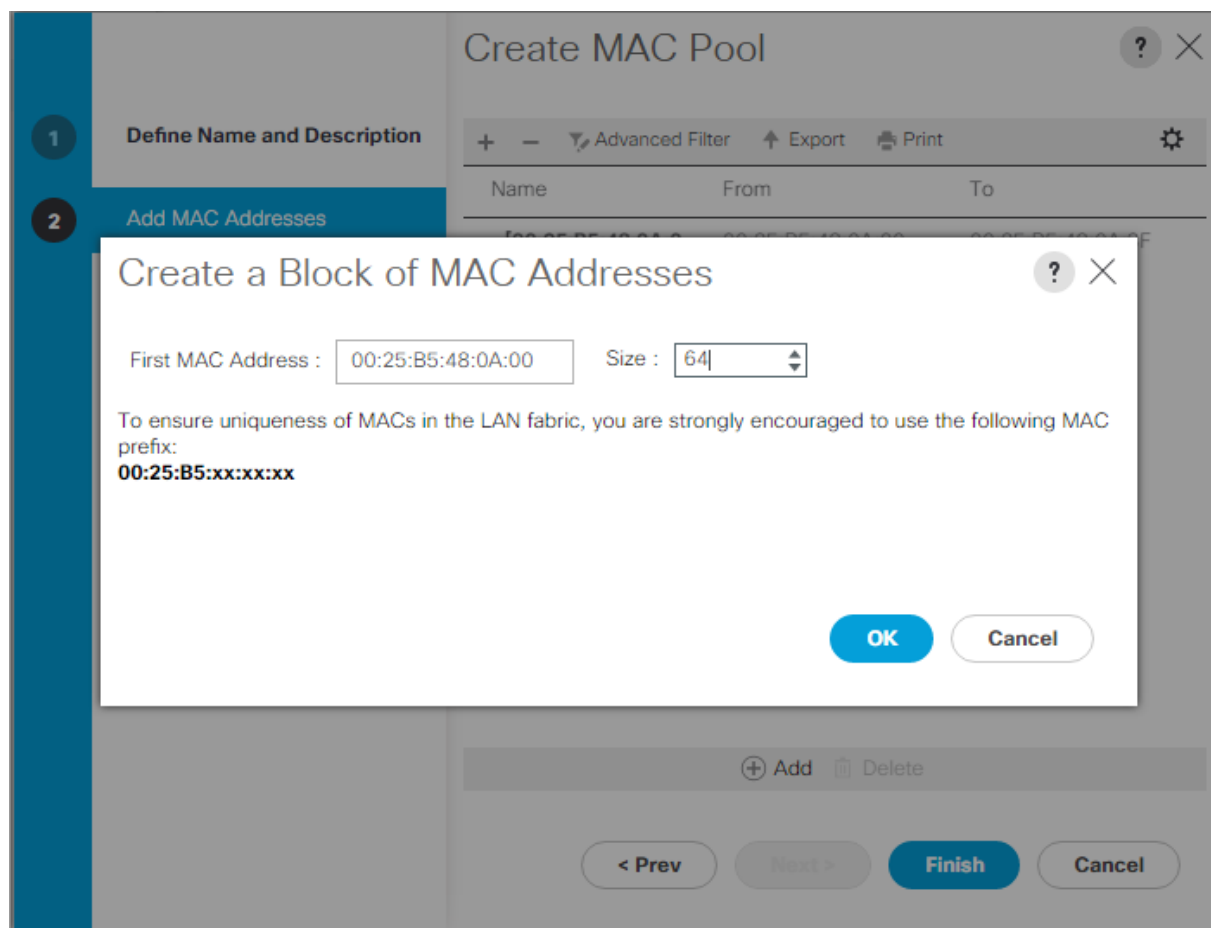 Create MAC Pool
?
1
Define Name and Description
+ − Advanced Filter Export Print
Name From To
2
Add MAC Addresses
Create a Block of MAC Addresses
?
First MAC Address : 00:25:B5:48:0A:00 Size : 64
To ensure uniqueness of MACs in the LAN fabric, you are strongly encouraged to use the following MAC
prefix:
00:25:B5:xx:xx:xx
OK Cancel
Add Delete
< Prev Next > Finish Cancel